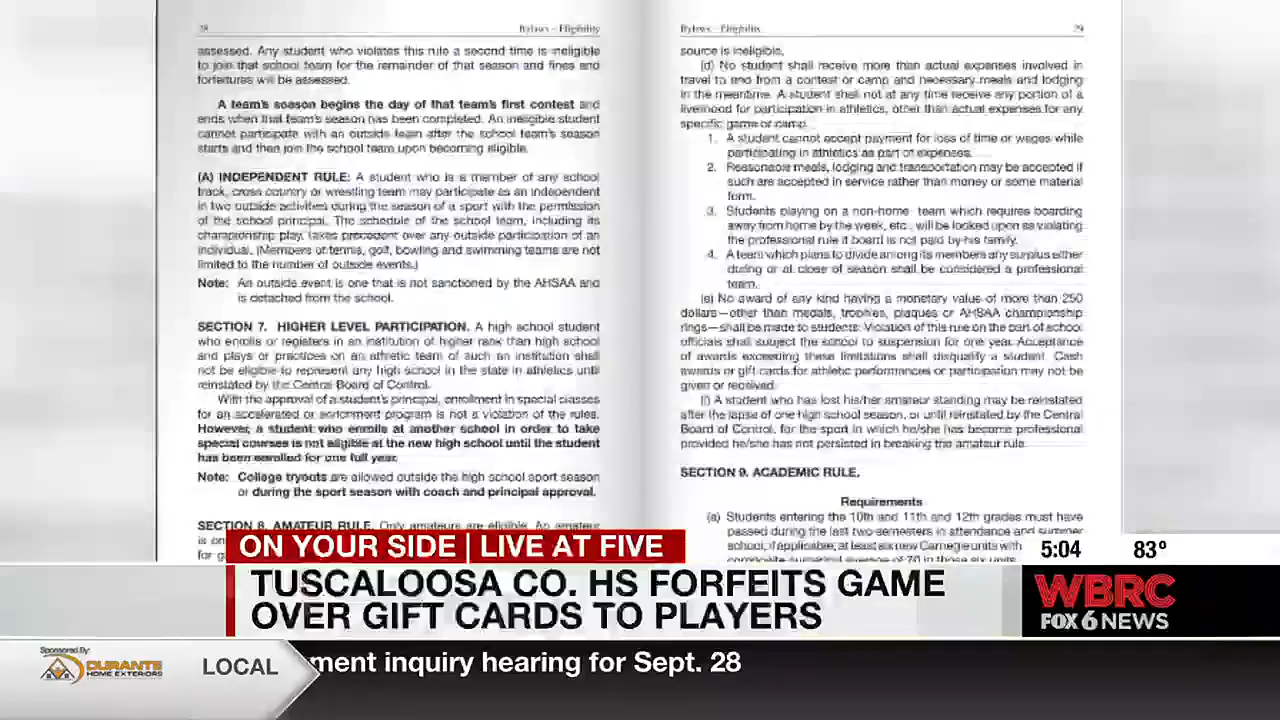 28 Bylaws – Eligibility
assessed. Any student who violates this rule a second time is ineligible
to join that school team for the remainder of that season and fines and
forfeitures will be assessed.
A team's season begins the day of that team's first contest and
ends when that team's season has been completed. An ineligible student
cannot participate with an outside team after the school team's season
starts and then join the school team upon becoming eligible.
(A) INDEPENDENT RULE: A student who is a member of any school
track, cross country or wrestling team may participate as an independent
in two outside activities during the season of a sport with the permission
of the school principal. The schedule of the school team, including its
championship play, takes precedent over any outside participation of an
individual. (Members of tennis, golf, bowling and swimming teams are not
limited to the number of outside events.)
Note: An outside event is one that is not sanctioned by the AHSAA and
is detached from the school.
SECTION 7. HIGHER LEVEL PARTICIPATION. A high school student
who enrolls or registers in an institution of higher rank than high school
and plays or practices on an athletic team of such an institution shall
not be eligible to represent any high school in the state in athletics until
reinstated by the Central Board of Control.
With the approval of a student's principal, enrollment in special classes
for an accelerated or enrichment program is not a violation of the rules.
However, a student who enrolls at another school in order to take
special courses is not eligible at the new high school until the student
has been enrolled for one full year.
Note: College tryouts are allowed outside the high school sport season
or during the sport season with coach and principal approval.
SECTION 8. AMATEUR RULE. Only amateurs are eligible. An amateur
is on
for g
Bylaws – Eligibility 29
source is ineligible.
(d) No student shall receive more than actual expenses involved in
travel to and from a contest or camp and necessary meals and lodging
in the meantime. A student shall not at any time receive any portion of a
livelihood for participation in athletics, other than actual expenses for any
specific game or camp.
1. A student cannot accept payment for loss of time or wages while
participating in athletics as part of expenses.
2. Reasonable meals, lodging and transportation may be accepted if
such are accepted in service rather than money or some material
form.
3. Students playing on a non-home team which requires boarding
away from home by the week, etc., will be looked upon as violating
the professional rule if board is not paid by his family.
4. A team which plans to divide among its members any surplus either
during or at close of season shall be considered a professional
team.
(e) No award of any kind having a monetary value of more than 250
dollars—other than medals, trophies, plaques or AHSAA championship
rings—shall be made to students. Violation of this rule on the part of school
officials shall subject the school to suspension for one year. Acceptance
of awards exceeding these limitations shall disqualify a student. Cash
awards or gift cards for athletic performances or participation may not be
given or received.
(f) A student who has lost his/her amateur standing may be reinstated
after the lapse of one high school season, or until reinstated by the Central
Board of Control, for the sport in which he/she has become professional
provided he/she has not persisted in breaking the amateur rule.
SECTION 9. ACADEMIC RULE.
Requirements
(a) Students entering the 10th and 11th and 12th grades must have
passed during the last two semesters in attendance and summer
school, if applicable, at least six new Carnegie units with
composite numerical average of 70 in those six units.
ON YOUR SIDE | LIVE AT FIVE
5:04 83°
TUSCALOOSA CO. HS FORFEITS GAME
OVER GIFT CARDS TO PLAYERS
WBRC
FOX 6 NEWS
Sponsored By:
DURANTE
HOME EXTERIORS
LOCAL
ment inquiry hearing for Sept. 28